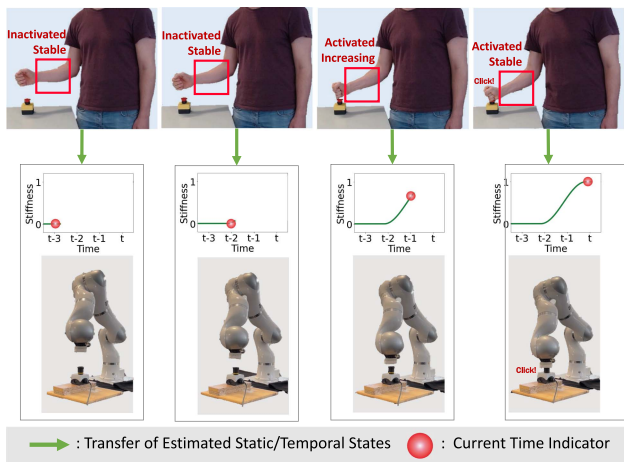 Inactivated
Stable
Inactivated
Stable
Activated
Increasing
Activated
Stable
Click!
Stiffness
1
0
t-3 t-2 t-1 t
Time
Stiffness
1
0
t-3 t-2 t-1 t
Time
Stiffness
1
0
t-3 t-2 t-1 t
Time
Stiffness
1
0
t-3 t-2 t-1 t
Time
Click!
: Transfer of Estimated Static/Temporal States
: Current Time Indicator